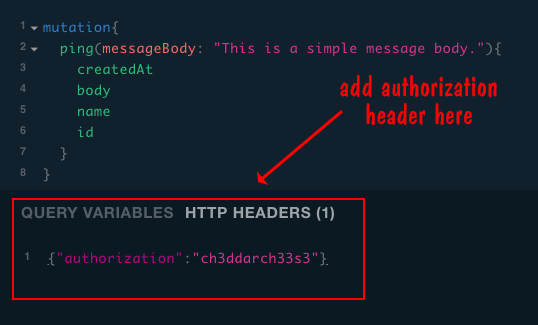 1 mutation{
2 ping(messageBody: "This is a simple message body."){
3 createdAt
4 body
5 name
6 id
7 }
8 }
add authorization
header here
QUERY VARIABLES HTTP HEADERS (1)
1 {"authorization":"ch3ddarch33s3"}